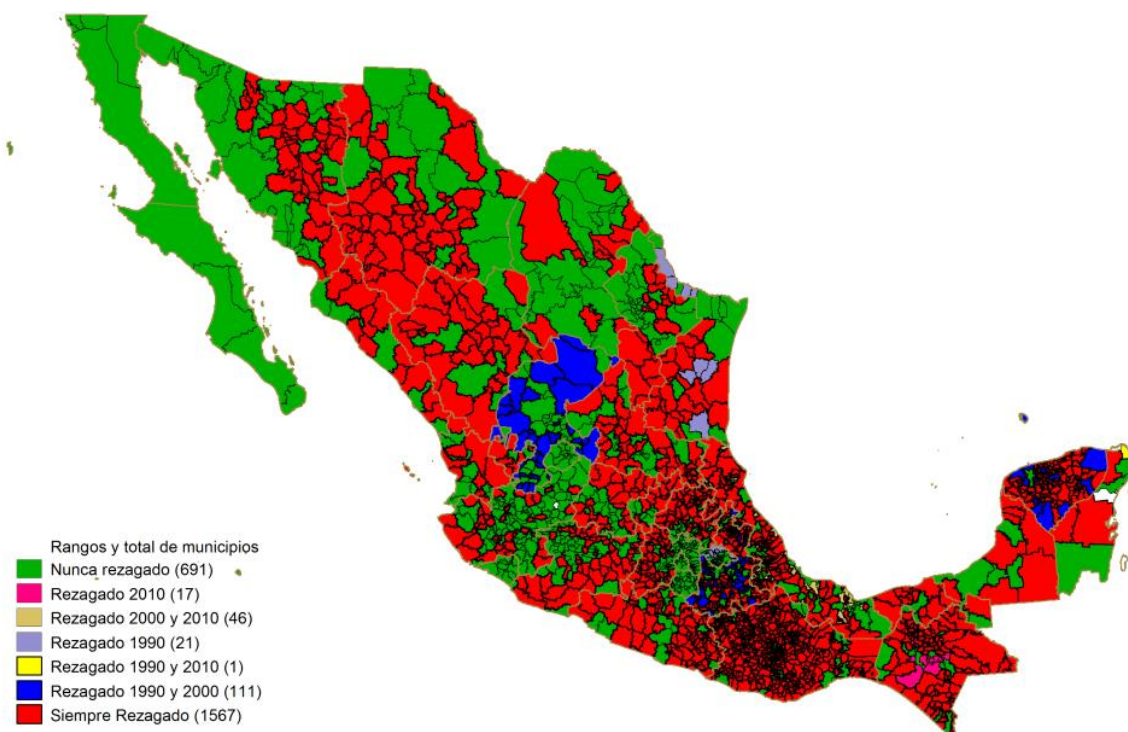 Rangos y total de municipios
Nunca rezagado (691)
Rezagado 2010 (17)
Rezagado 2000 y 2010 (46)
Rezagado 1990 (21)
Rezagado 1990 y 2010 (1)
Rezagado 1990 y 2000 (111)
Siempre Rezagado (1567)